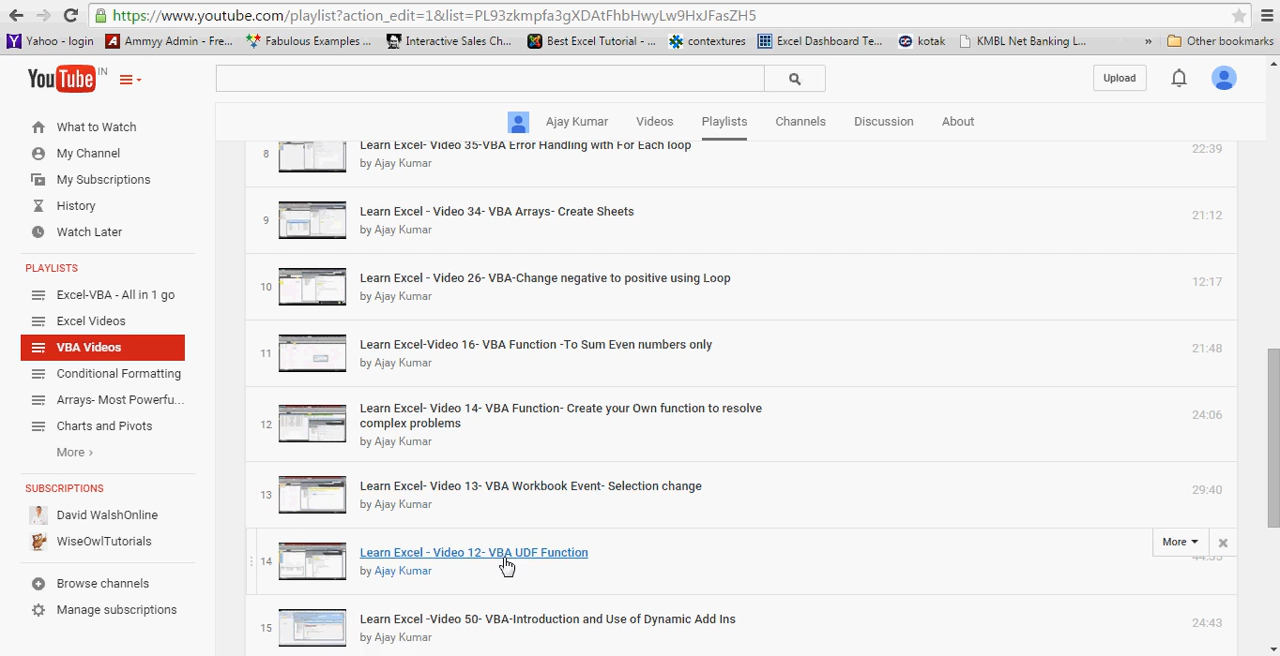 https://www.youtube.com/playlist?action_edit=1&list=PL93zkmpfa3gXDAtFhbHwyLw9HxJFasZH5
Yahoo - login Ammyy Admin - Fre... Fabulous Examples ... Interactive Sales Ch... Best Excel Tutorial - ... contextures Excel Dashboard Te... kotak KMBL Net Banking L... » Other bookmarks
YouTube IN
Upload
Ajay Kumar Videos Playlists Channels Discussion About
What to Watch
My Channel
My Subscriptions
History
Watch Later
PLAYLISTS
Excel-VBA - All in 1 go
Excel Videos
VBA Videos
Conditional Formatting
Arrays- Most Powerfu...
Charts and Pivots
More ›
SUBSCRIPTIONS
David WalshOnline
WiseOwlTutorials
Browse channels
Manage subscriptions
8 Learn Excel- Video 35-VBA Error Handling with For Each loop 22:39
by Ajay Kumar
9 Learn Excel - Video 34- VBA Arrays- Create Sheets 21:12
by Ajay Kumar
10 Learn Excel - Video 26- VBA-Change negative to positive using Loop 12:17
by Ajay Kumar
11 Learn Excel-Video 16- VBA Function -To Sum Even numbers only 21:48
by Ajay Kumar
12 Learn Excel- Video 14- VBA Function- Create your Own function to resolve 24:06
complex problems
by Ajay Kumar
13 Learn Excel- Video 13- VBA Workbook Event- Selection change 29:40
by Ajay Kumar
14 Learn Excel - Video 12- VBA UDF Function More
by Ajay Kumar
15 Learn Excel -Video 50- VBA-Introduction and Use of Dynamic Add Ins 24:43
by Ajay Kumar